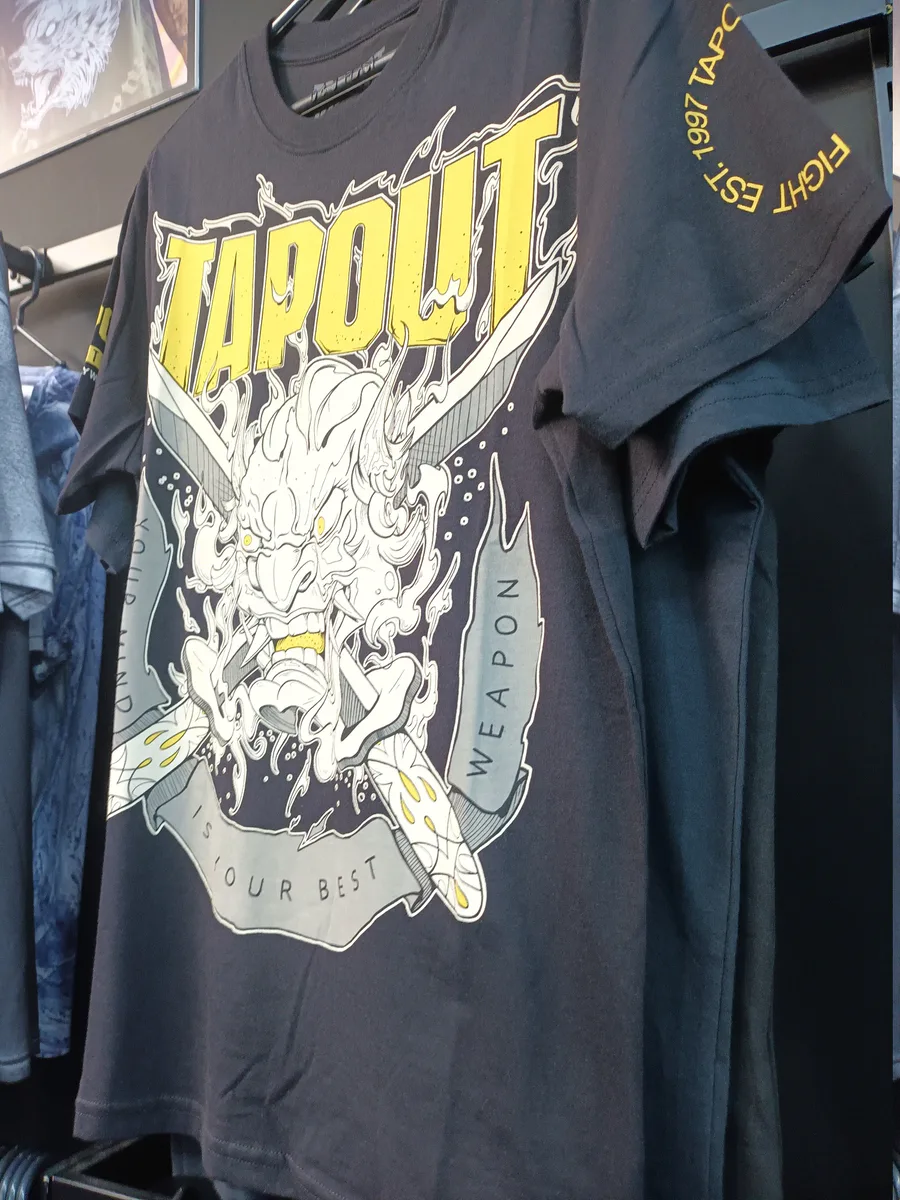 TAPOUT
FIGHT EST. 1997 TAPO
YOUR MIND
IS YOUR BEST
WEAPON